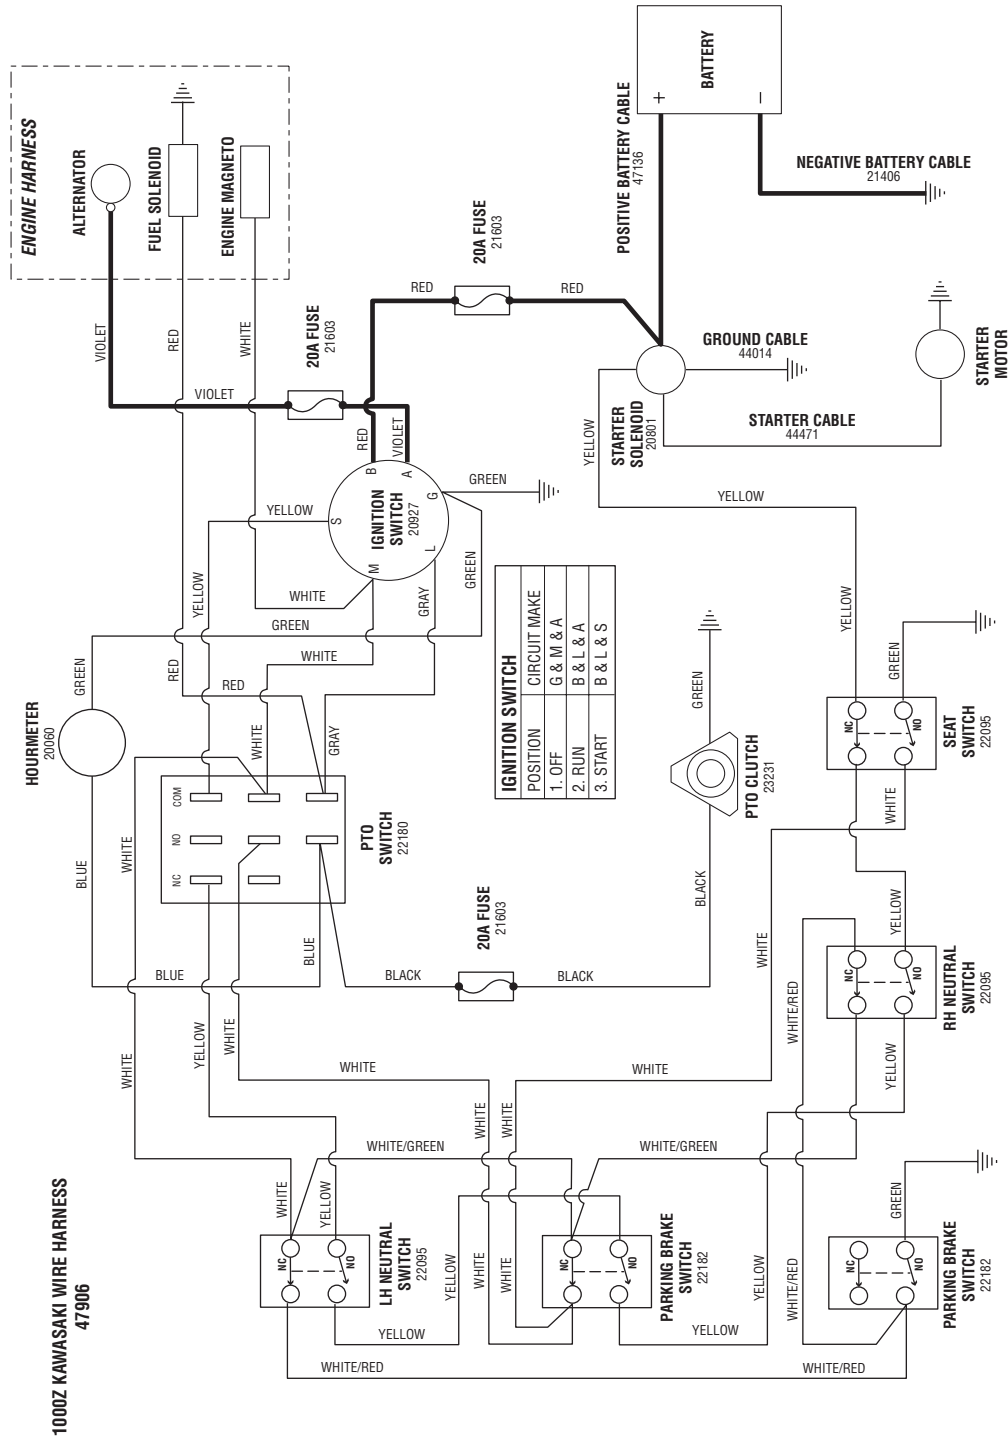 1000Z KAWASAKI WIRE HARNESS
47906
ENGINE HARNESS
ALTERNATOR
FUEL SOLENOID
ENGINE MAGNETO
VIOLET
RED
WHITE
VIOLET
20A FUSE
21603
RED
20A FUSE
21603
RED
BATTERY
+
−
POSITIVE BATTERY CABLE
47136
NEGATIVE BATTERY CABLE
21406
GROUND CABLE
44014
STARTER CABLE
44471
STARTER
MOTOR
STARTER
SOLENOID
20801
YELLOW
YELLOW
YELLOW
RED
VIOLET
B
A
G
L
M
S
IGNITION
SWITCH
20927
GREEN
GREEN
GRAY
YELLOW
YELLOW
WHITE
GREEN
WHITE
RED
RED
WHITE
GRAY
GREEN
HOURMETER
20060
BLUE
WHITE
COM
NO
NC
PTO
SWITCH
22180
IGNITION SWITCH
POSITION CIRCUIT MAKE
1. OFF G & M & A
2. RUN B & L & A
3. START B & L & S
GREEN
PTO CLUTCH
23231
BLACK
20A FUSE
21603
BLACK
BLACK
BLUE
BLUE
GREEN
NC
NO
SEAT
SWITCH
22095
WHITE
WHITE
YELLOW
NC
NO
RH NEUTRAL
SWITCH
22095
WHITE/RED
YELLOW
WHITE
YELLOW
WHITE
WHITE
WHITE
WHITE
WHITE
WHITE/GREEN
WHITE/GREEN
WHITE
YELLOW
NC
NO
LH NEUTRAL
SWITCH
22095
YELLOW
WHITE
WHITE
YELLOW
NC
NO
PARKING BRAKE
SWITCH
22182
YELLOW
YELLOW
WHITE/RED
GREEN
NC
NO
PARKING BRAKE
SWITCH
22182
WHITE/RED
WHITE/RED